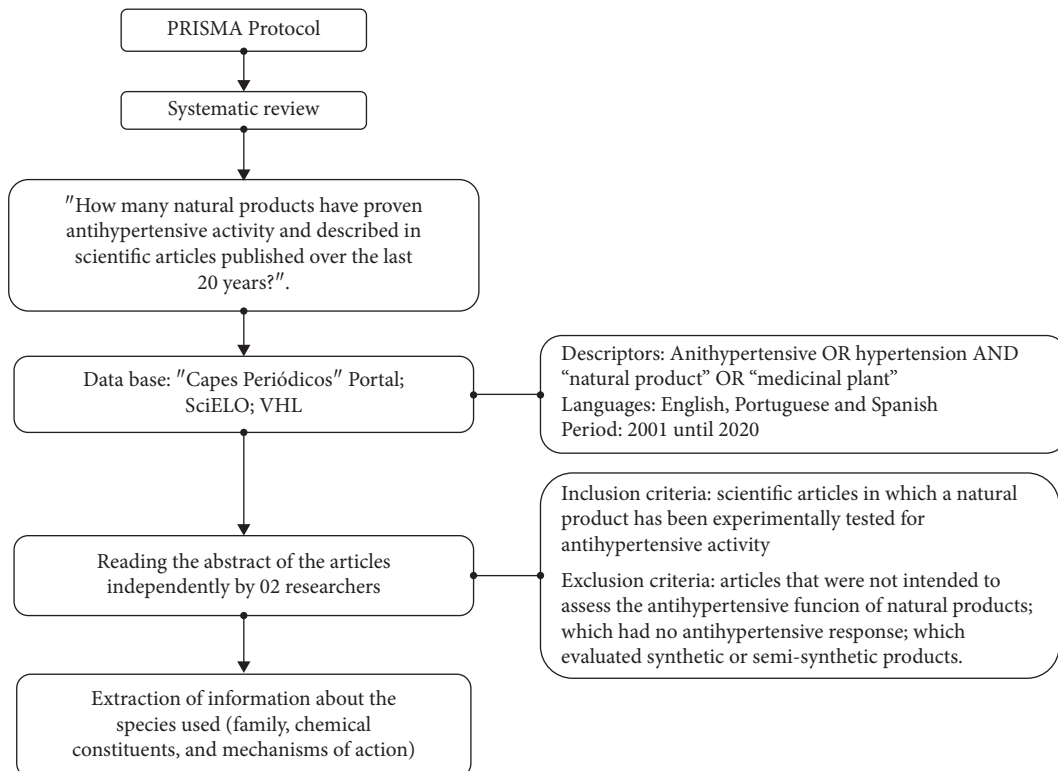 PRISMA Protocol
Systematic review
"How many natural products have proven
antihypertensive activity and described in
scientific articles published over the last
20 years?".
Data base: "Capes Periódicos" Portal;
SciELO; VHL
Descriptors: Anithypertensive OR hypertension AND
“natural product” OR “medicinal plant”
Languages: English, Portuguese and Spanish
Period: 2001 until 2020
Reading the abstract of the articles
independently by 02 researchers
Inclusion criteria: scientific articles in which a natural
product has been experimentally tested for
antihypertensive activity
Exclusion criteria: articles that were not intended to
assess the antihypertensive funcion of natural products;
which had no antihypertensive response; which
evaluated synthetic or semi-synthetic products.
Extraction of information about the
species used (family, chemical
constituents, and mechanisms of action)